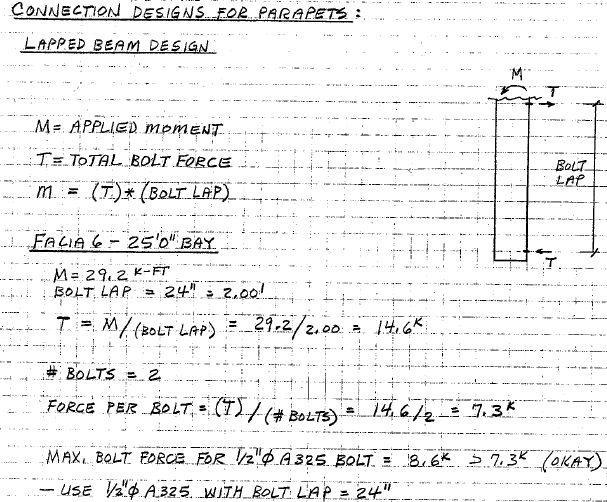 CONNECTION DESIGNS FOR PARAPETS:
LAPPED BEAM DESIGN
M
T
M = APPLIED MOMENT
T = TOTAL BOLT FORCE
M = (T)*(BOLT LAP)
BOLT
LAP
T
FACIA 6 - 25'0" BAY
M = 29.2 K-FT
BOLT LAP = 24" = 2.00'
T = M/(BOLT LAP) = 29.2/2.00 = 14.6K
# BOLTS = 2
FORCE PER BOLT = (T)/(# BOLTS) = 14.6/2 = 7.3K
MAX. BOLT FORCE FOR 1/2"φ A325 BOLT = 8.6K > 7.3K (OKAY)
- USE 1/2"φ A325 WITH BOLT LAP = 24"